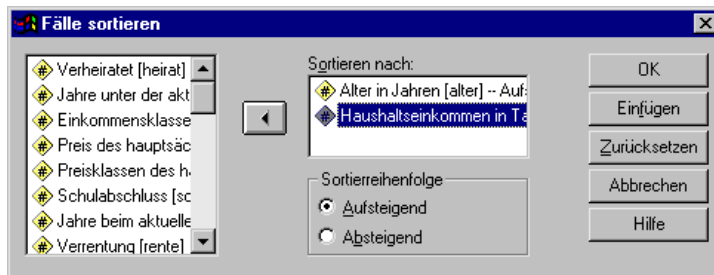 Fälle sortieren
Verheiratet [heirat]
Jahre unter der akt
Einkommensklasse
Preis des hauptsäc
Preisklassen des ha
Schulabschluss [sc
Jahre beim aktuelle
Verrentung [rente]
Sortieren nach:
Alter in Jahren [alter] -- Aufs
Haushaltseinkommen in Ta
Sortierreihenfolge
Aufsteigend
Absteigend
OK
Einfügen
Zurücksetzen
Abbrechen
Hilfe